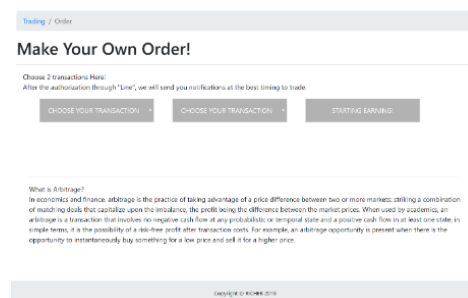 Trading / Order
Make Your Own Order!
Choose 2 transactions Here!
After the authorization through "Line", we will send you notifications at the best timing to trade.
CHOOSE YOUR TRANSACTION
CHOOSE YOUR TRANSACTION
STARTING EARNING!
What is Arbitrage?
In economics and finance, arbitrage is the practice of taking advantage of a price difference between two or more markets: striking a combination
of matching deals that capitalize upon the imbalance, the profit being the difference between the market prices. When used by academics, an
arbitrage is a transaction that involves no negative cash flow at any probabilistic or temporal state and a positive cash flow in at least one state; in
simple terms, it is the possibility of a risk-free profit after transaction costs. For example, an arbitrage opportunity is present when there is the
opportunity to instantaneously buy something for a low price and sell it for a higher price.
Copyright © RICHER 2018